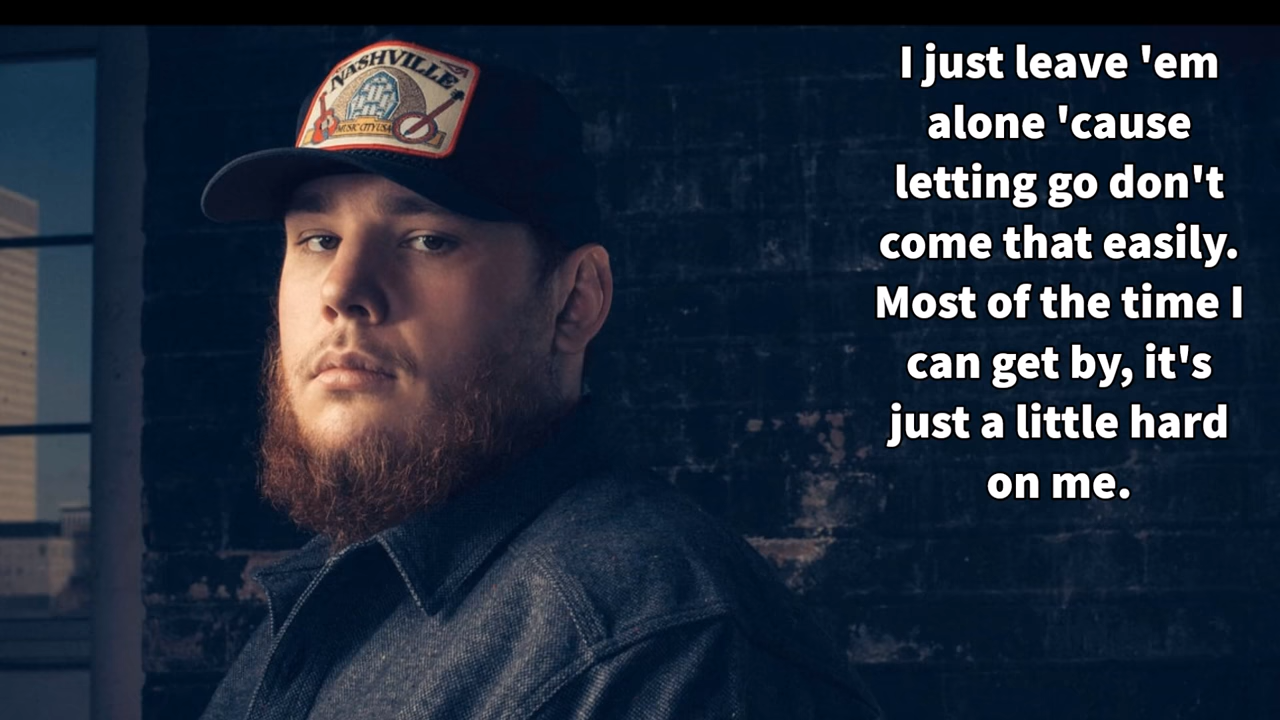 NASHVILLE
MUSIC CITY USA
I just leave 'em
alone 'cause
letting go don't
come that easily.
Most of the time I
can get by, it's
just a little hard
on me.